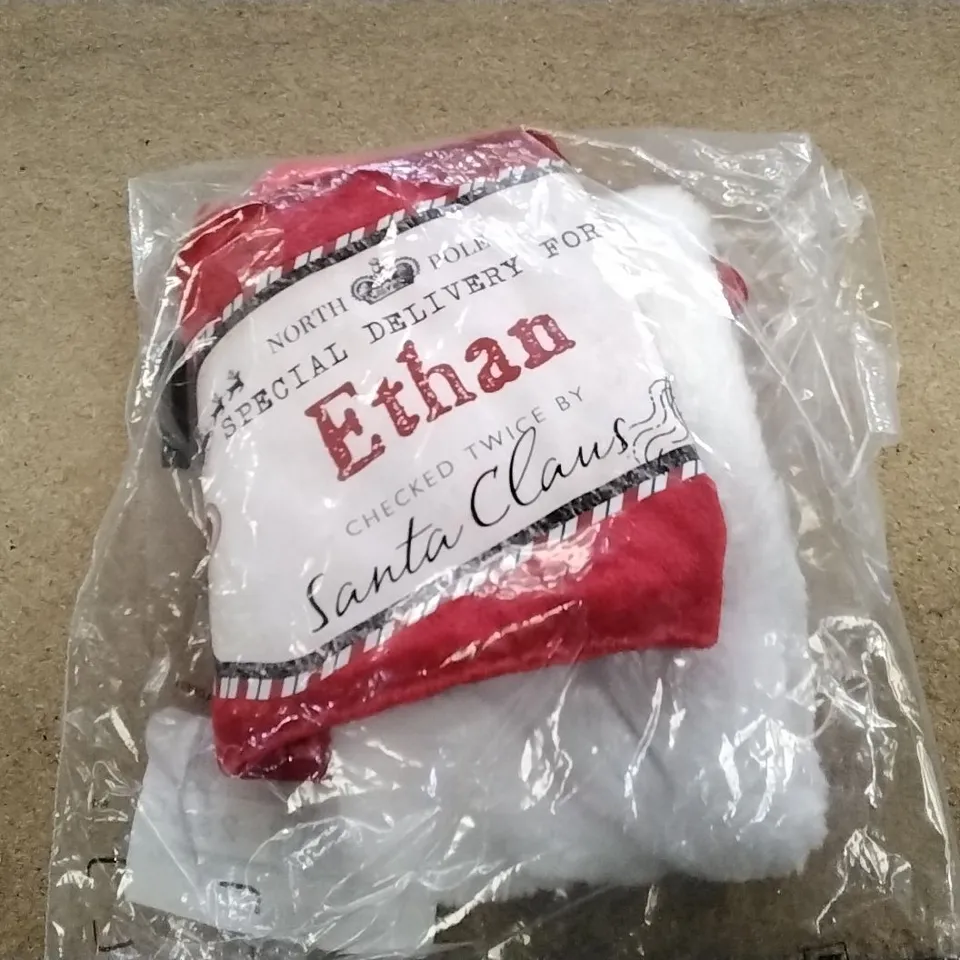 NORTH POLE
SPECIAL DELIVERY FOR
Ethan
CHECKED TWICE BY
Santa Claus